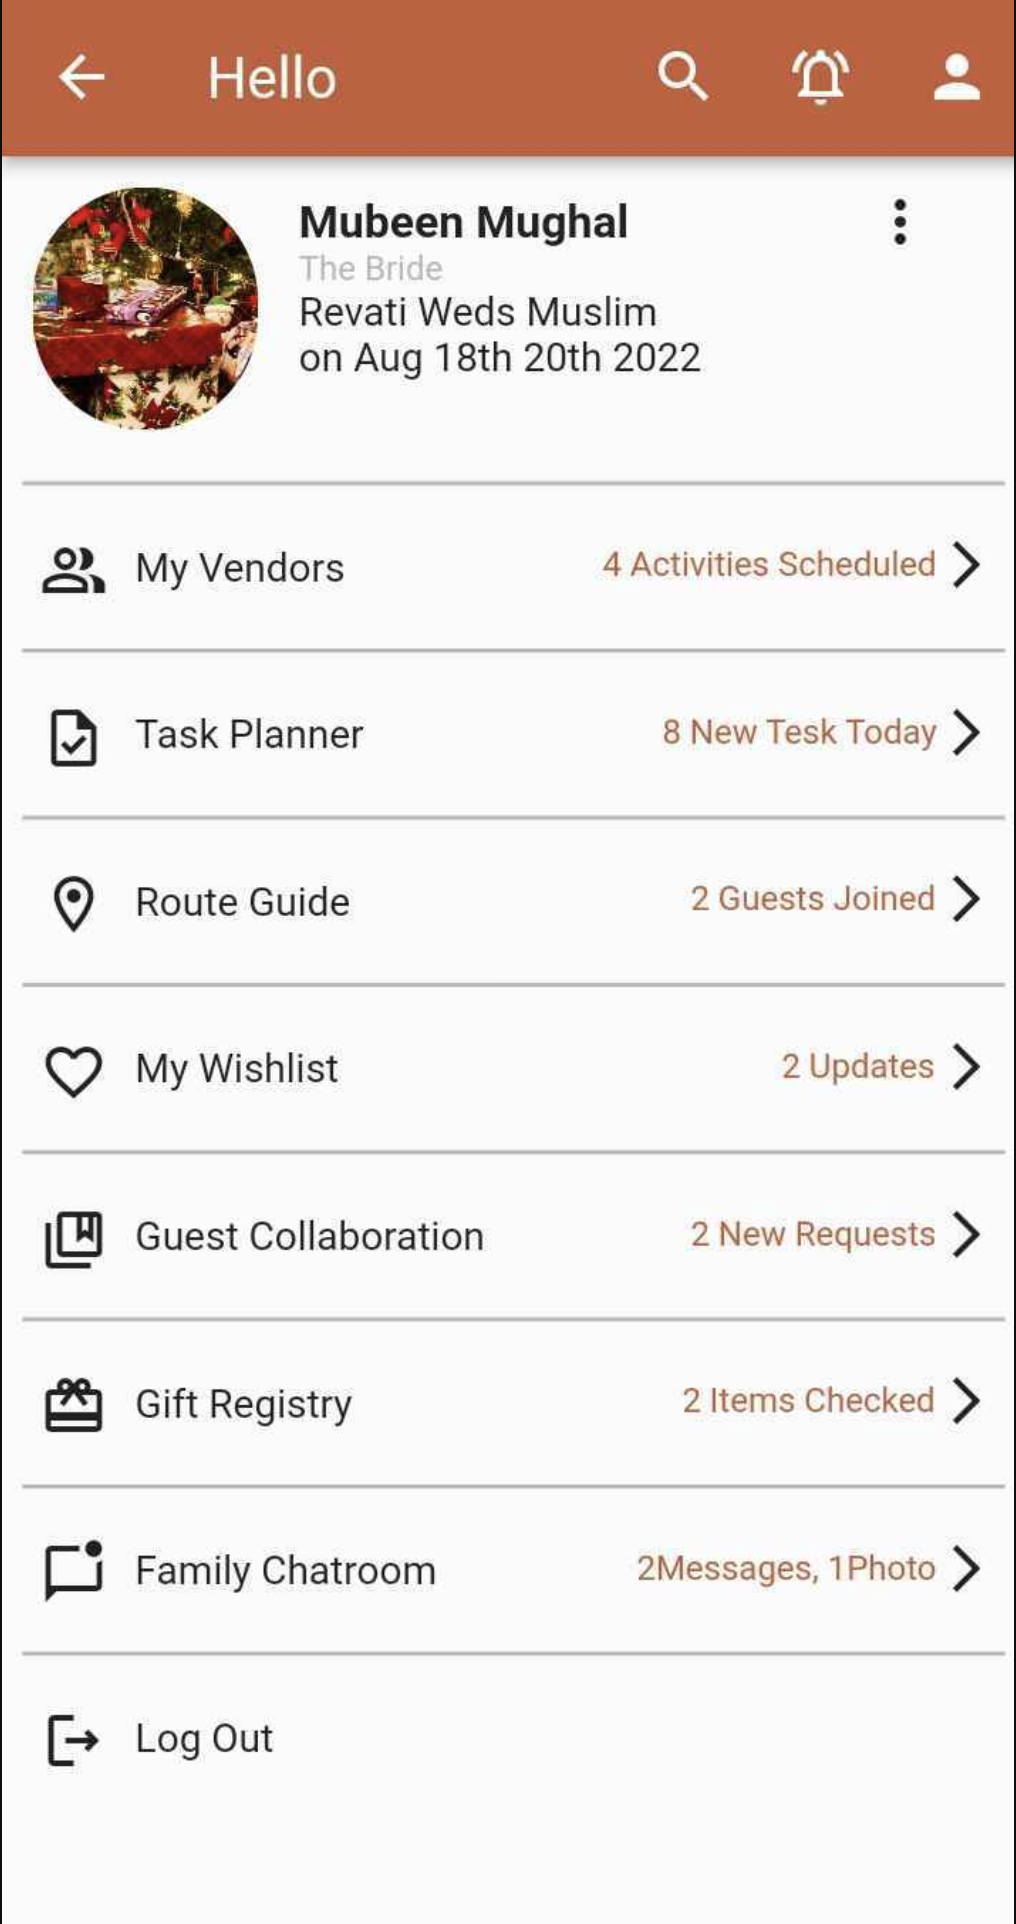 Hello
Mubeen Mughal
The Bride
Revati Weds Muslim
on Aug 18th 20th 2022
My Vendors 4 Activities Scheduled
Task Planner 8 New Tesk Today
Route Guide 2 Guests Joined
My Wishlist 2 Updates
Guest Collaboration 2 New Requests
Gift Registry 2 Items Checked
Family Chatroom 2Messages, 1Photo
Log Out